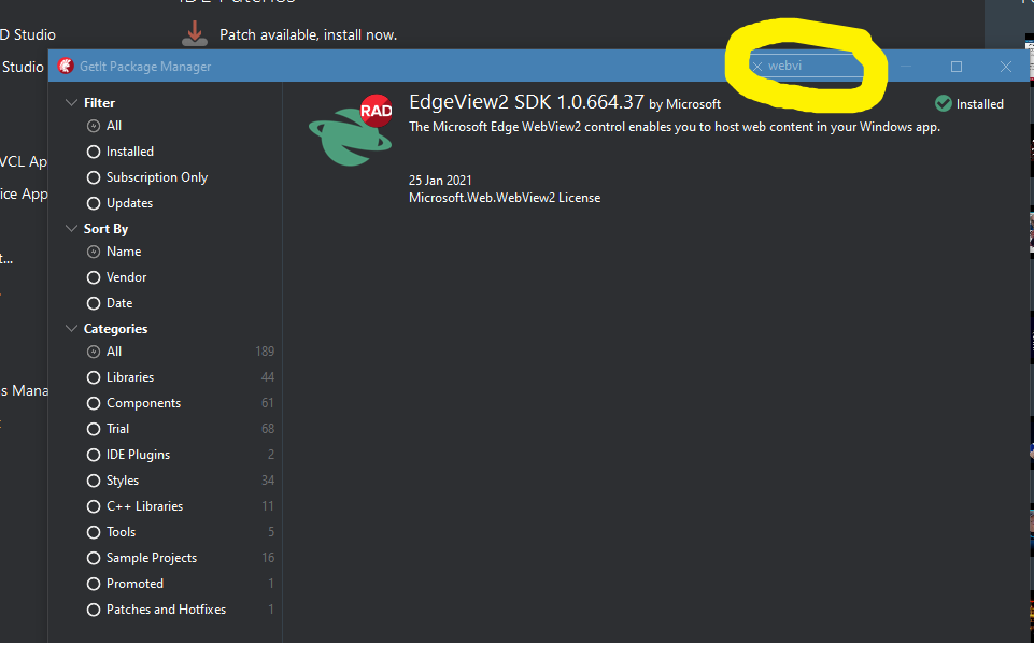 Patch available, install now.
D Studio
Studio
GetIt Package Manager
webvi
VCL Ap
ice App
t...
s Mana
Filter
All
Installed
Subscription Only
Updates
Sort By
Name
Vendor
Date
Categories
All 189
Libraries 44
Components 61
Trial 68
IDE Plugins 2
Styles 34
C++ Libraries 11
Tools 5
Sample Projects 16
Promoted 1
Patches and Hotfixes 1
RAD
EdgeView2 SDK 1.0.664.37 by Microsoft
Installed
The Microsoft Edge WebView2 control enables you to host web content in your Windows app.
25 Jan 2021
Microsoft.Web.WebView2 License